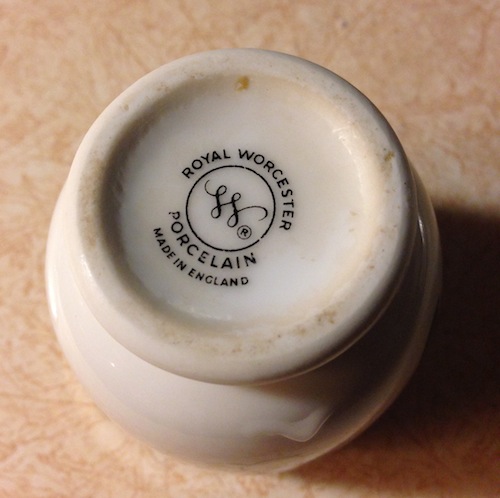 ROYAL WORCESTER
®
PORCELAIN
MADE IN ENGLAND